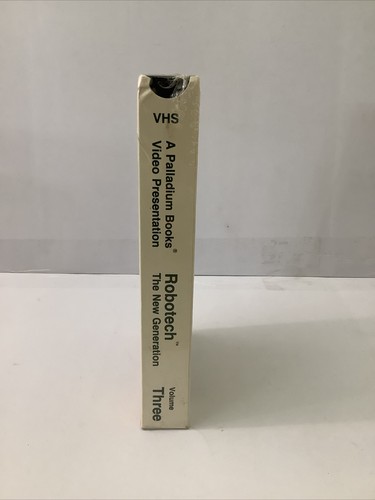 VHS
A Palladium Books®
Video Presentation
Robotech™
The New Generation
Volume
Three